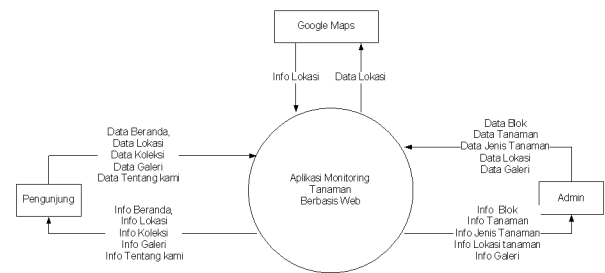 Google Maps
Info Lokasi
Data Lokasi
Data Beranda,
Data Lokasi
Data Koleksi
Data Galeri
Data Tentang kami
Data Blok
Data Tanaman
Data Jenis Tanaman
Data Lokasi
Data Galeri
Aplikasi Monitoring
Tanaman
Berbasis Web
Pengunjung
Admin
Info Beranda,
Info Lokasi
Info Koleksi
Info Galeri
Info Tentang kami
Info Blok
Info Tanaman
Info Jenis Tanaman
Info Lokasi tanaman
Info Galeri